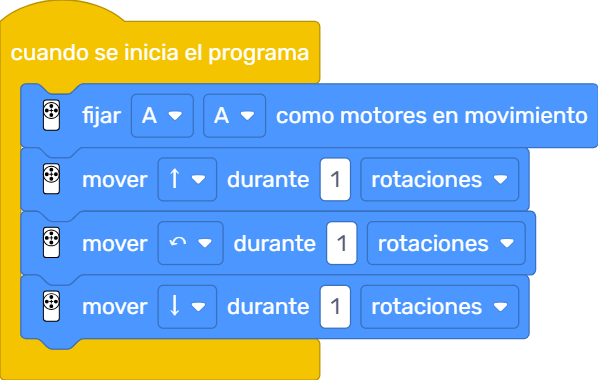 cuando se inicia el programa
fijar A A como motores en movimiento
mover ↑ durante 1 rotaciones
mover ↶ durante 1 rotaciones
mover ↓ durante 1 rotaciones